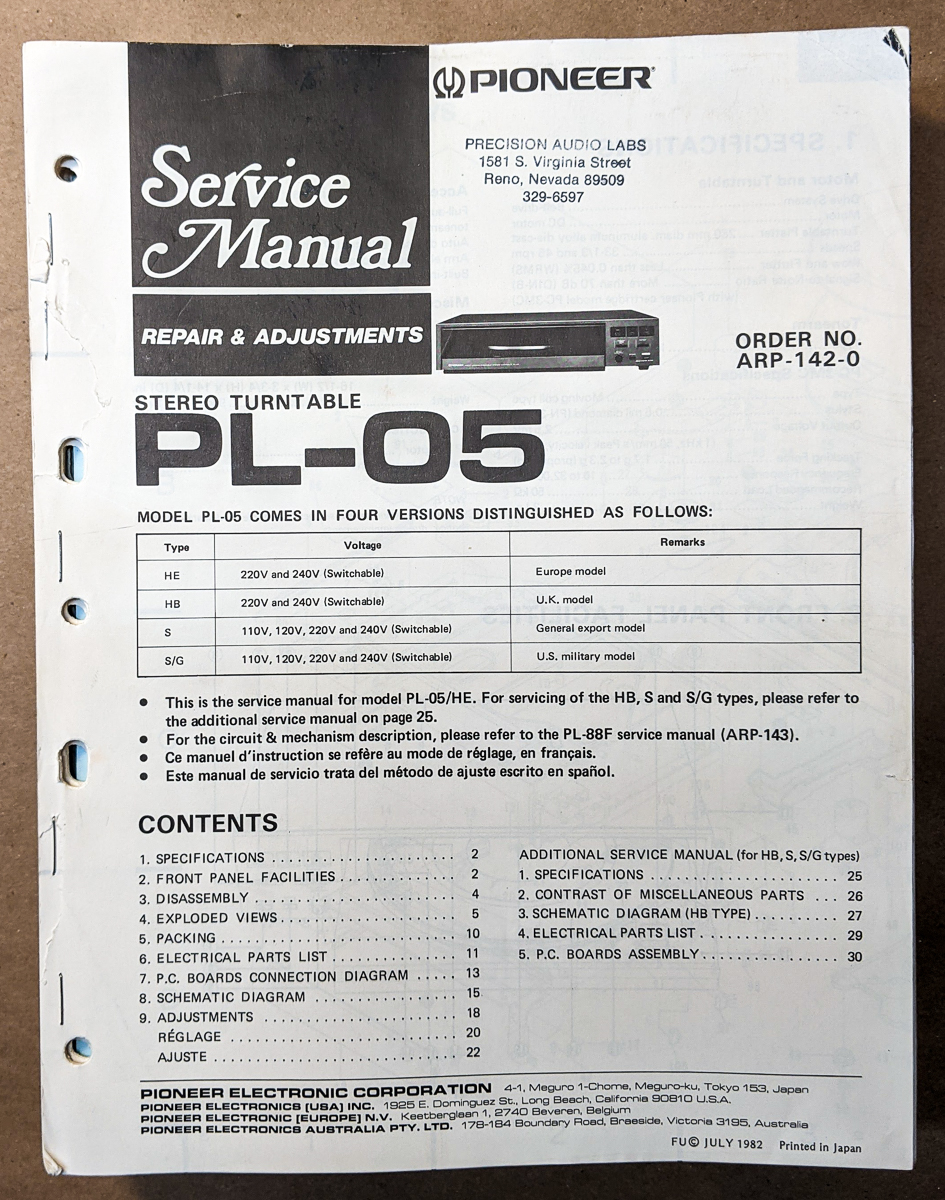 PIONEER®
Service
Manual
PRECISION AUDIO LABS
1581 S. Virginia Street
Reno, Nevada 89509
329-6597
REPAIR & ADJUSTMENTS
ORDER NO.
ARP-142-0
STEREO TURNTABLE
PL-05
MODEL PL-05 COMES IN FOUR VERSIONS DISTINGUISHED AS FOLLOWS:
Type Voltage Remarks
HE 220V and 240V (Switchable) Europe model
HB 220V and 240V (Switchable) U.K. model
S 110V, 120V, 220V and 240V (Switchable) General export model
S/G 110V, 120V, 220V and 240V (Switchable) U.S. military model
● This is the service manual for model PL-05/HE. For servicing of the HB, S and S/G types, please refer to
the additional service manual on page 25.
● For the circuit & mechanism description, please refer to the PL-88F service manual (ARP-143).
● Ce manuel d'instruction se refère au mode de réglage, en français.
● Este manual de servicio trata del método de ajuste escrito en español.
CONTENTS
1. SPECIFICATIONS ....................... 2
2. FRONT PANEL FACILITIES ............... 2
3. DISASSEMBLY .......................... 4
4. EXPLODED VIEWS ...................... 5
5. PACKING .............................. 10
6. ELECTRICAL PARTS LIST ................ 11
7. P.C. BOARDS CONNECTION DIAGRAM ..... 13
8. SCHEMATIC DIAGRAM .................. 15
9. ADJUSTMENTS ........................ 18
RÉGLAGE ............................ 20
AJUSTE .............................. 22
ADDITIONAL SERVICE MANUAL (for HB, S, S/G types)
1. SPECIFICATIONS ........................ 25
2. CONTRAST OF MISCELLANEOUS PARTS ... 26
3. SCHEMATIC DIAGRAM (HB TYPE) .......... 27
4. ELECTRICAL PARTS LIST ................. 29
5. P.C. BOARDS ASSEMBLY ................. 30
PIONEER ELECTRONIC CORPORATION 4-1, Meguro 1-Chome, Meguro-ku, Tokyo 153, Japan
PIONEER ELECTRONICS [USA] INC. 1925 E. Dominguez St., Long Beach, California 90810 U.S.A.
PIONEER ELECTRONIC [EUROPE] N.V. Keetberglaan 1, 2740 Beveren, Belgium
PIONEER ELECTRONICS AUSTRALIA PTY. LTD. 178-184 Boundary Road, Braeside, Victoria 3195, Australia
FU © JULY 1982 Printed in Japan